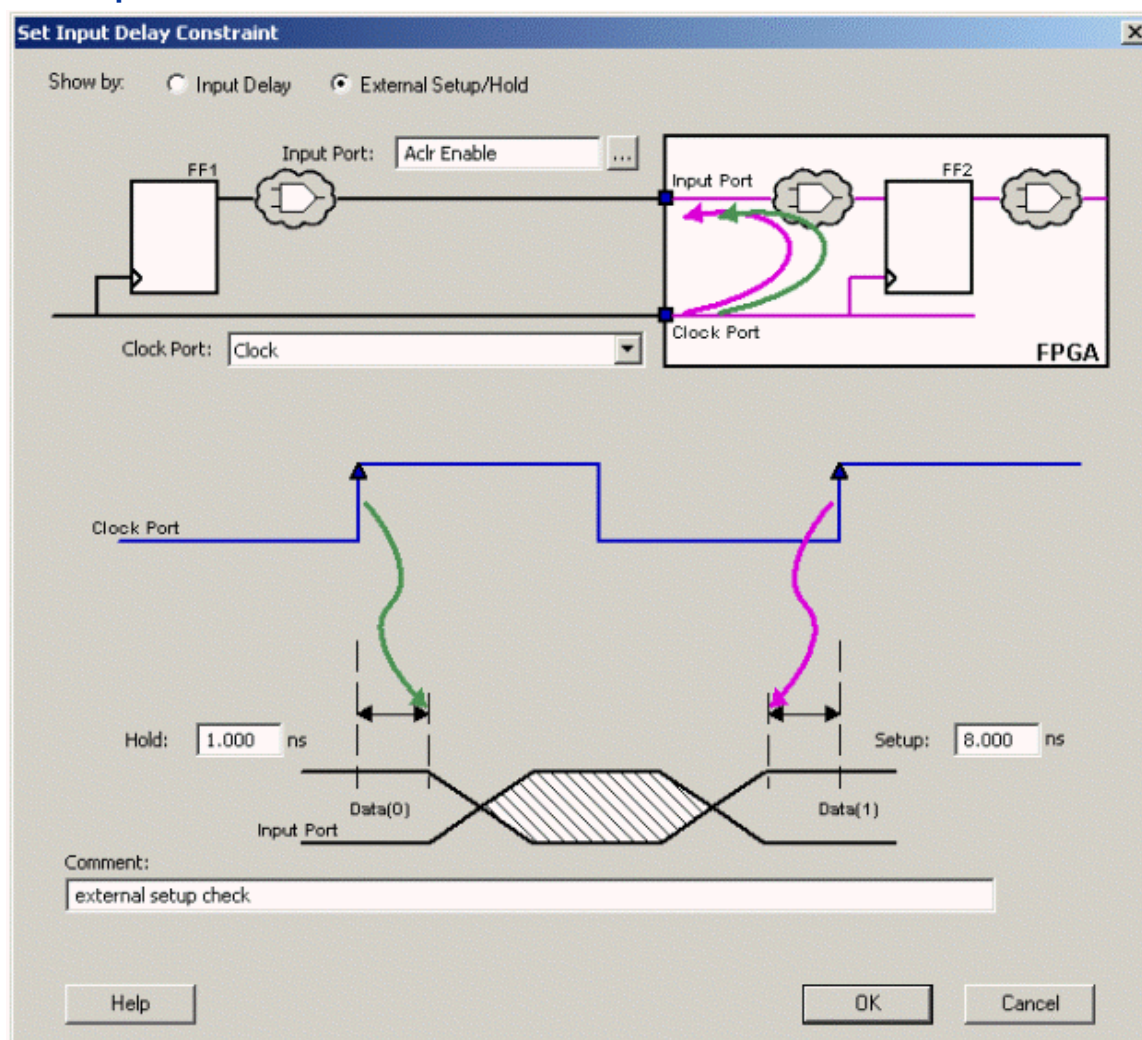 Set Input Delay Constraint
Show by: Input Delay External Setup/Hold
Input Port: Aclr Enable ...
FF1
Input Port
FF2
Clock Port: Clock
Clock Port
FPGA
Clock Port
Hold: 1.000 ns
Setup: 8.000 ns
Data(0)
Data(1)
Input Port
Comment:
external setup check
Help OK Cancel